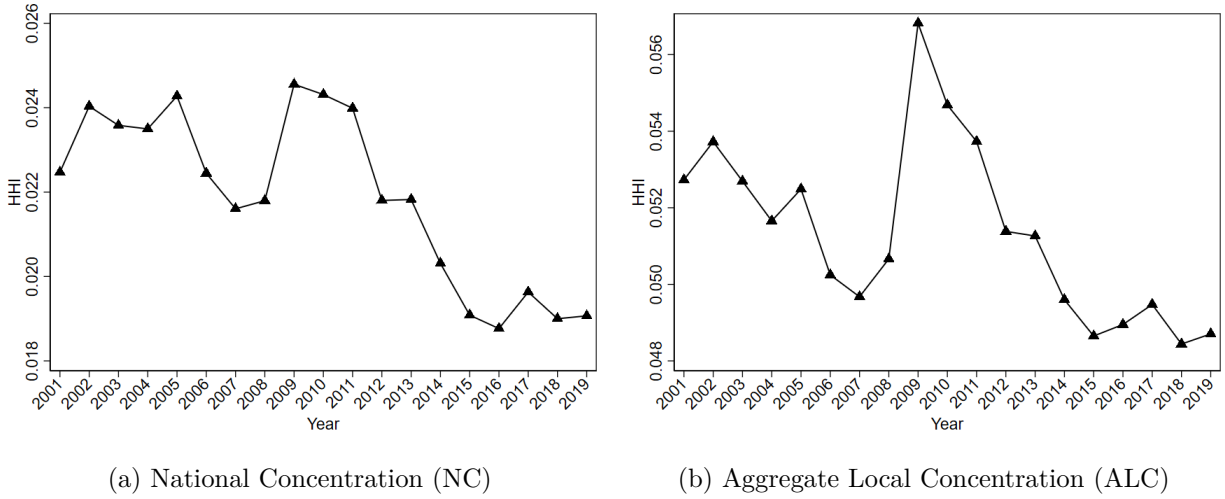 0.026
0.024
0.022
0.020
0.018
HHI
2001 2002 2003 2004 2005 2006 2007 2008 2009 2010 2011 2012 2013 2014 2015 2016 2017 2018 2019
Year
(a) National Concentration (NC)
0.056
0.054
0.052
0.050
0.048
HHI
2001 2002 2003 2004 2005 2006 2007 2008 2009 2010 2011 2012 2013 2014 2015 2016 2017 2018 2019
Year
(b) Aggregate Local Concentration (ALC)